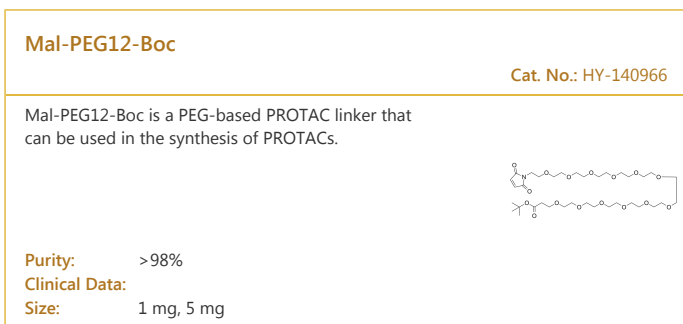 Mal-PEG12-Boc
Cat. No.: HY-140966
Mal-PEG12-Boc is a PEG-based PROTAC linker that
can be used in the synthesis of PROTACs.
Purity: >98%
Clinical Data:
Size: 1 mg, 5 mg